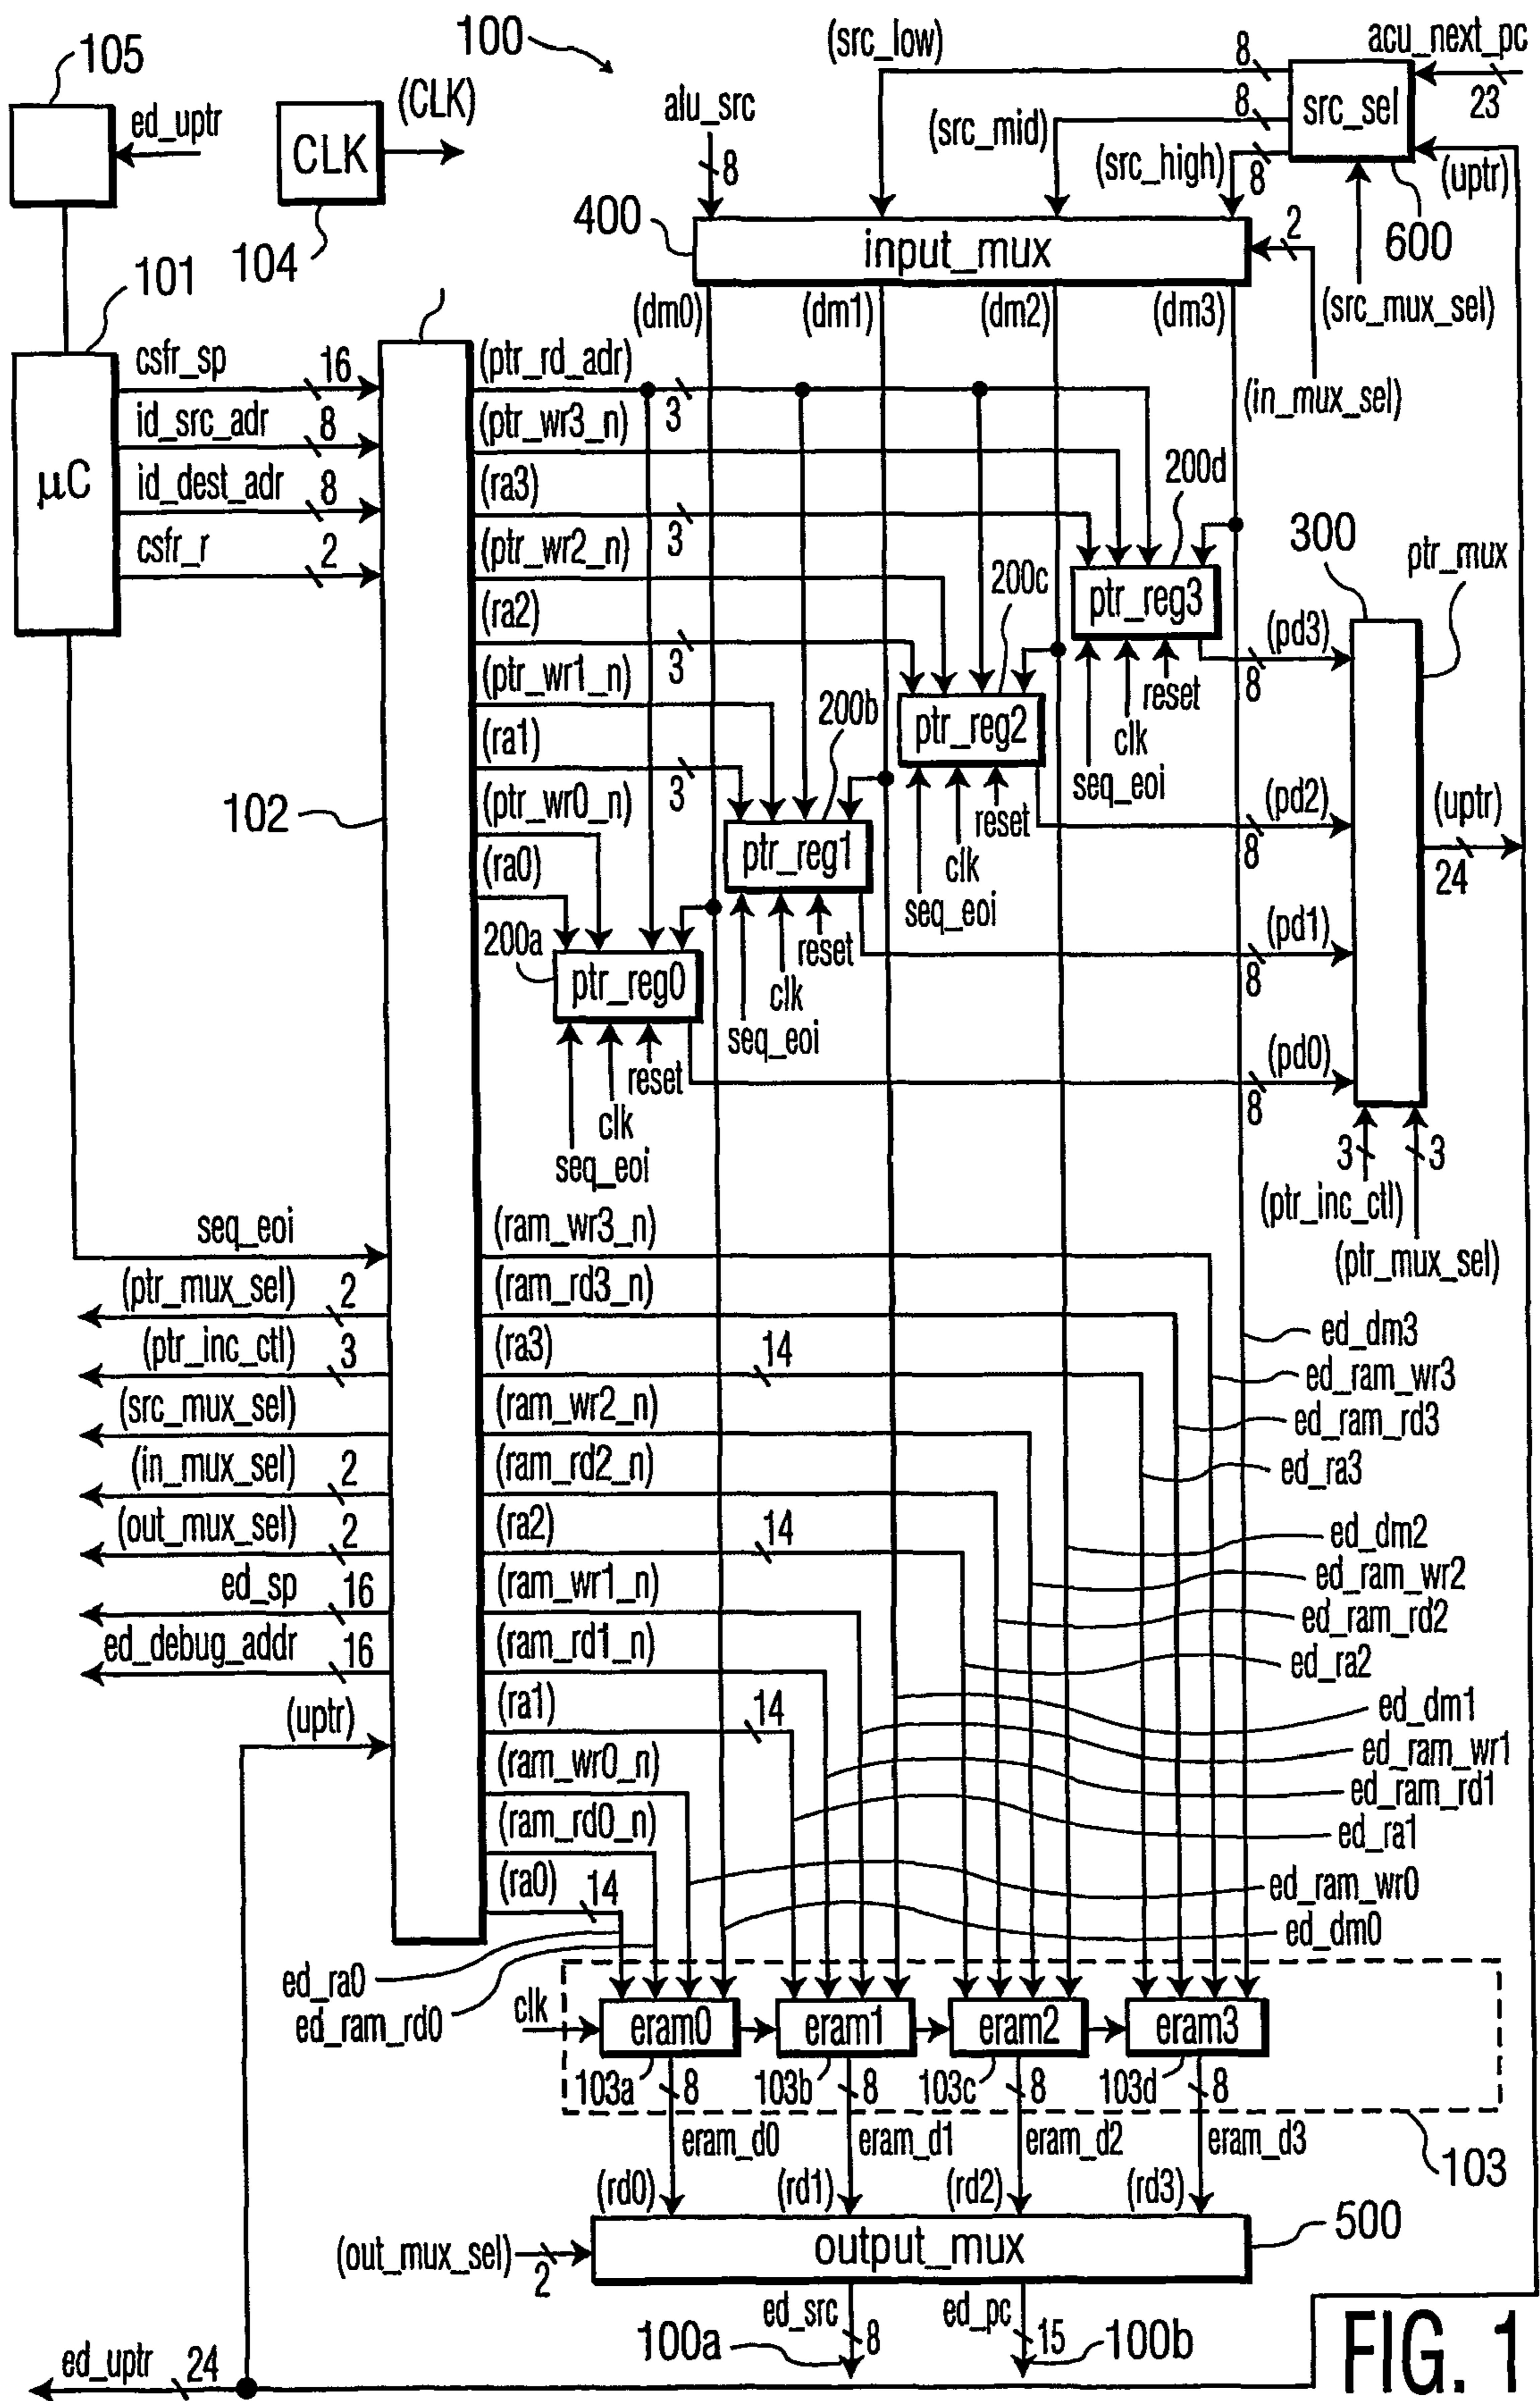 100
(src_low)
8
acu_next_pc
105
ed_uptr
(CLK)
CLK
104
alu_src
8
(src_mid)
8
src_sel
23
(src_high)
8
(uptr)
600
400
input_mux
2
(src_mux_sel)
(in_mux_sel)
101
µC
csfr_sp
16
id_src_adr
8
id_dest_adr
8
csfr_r
2
102
(dm0)
(dm1)
(dm2)
(dm3)
(ptr_rd_adr)
3
(ptr_wr3_n)
(ra3)
3
(ptr_wr2_n)
(ra2)
3
(ptr_wr1_n)
(ra1)
3
(ptr_wr0_n)
(ra0)
200d
ptr_reg3
reset
clk
seq_eoi
200c
ptr_reg2
reset
clk
seq_eoi
200b
ptr_reg1
reset
clk
seq_eoi
200a
ptr_reg0
reset
clk
seq_eoi
300
ptr_mux
(pd3)
8
(pd2)
8
(pd1)
8
(pd0)
8
(uptr)
24
3
3
(ptr_inc_ctl)
(ptr_mux_sel)
seq_eoi
(ptr_mux_sel)
2
(ptr_inc_ctl)
3
(src_mux_sel)
(in_mux_sel)
2
(out_mux_sel)
2
ed_sp
16
ed_debug_addr
16
(uptr)
(ram_wr3_n)
(ram_rd3_n)
(ra3)
14
(ram_wr2_n)
(ram_rd2_n)
(ra2)
14
(ram_wr1_n)
(ram_rd1_n)
(ra1)
14
(ram_wr0_n)
(ram_rd0_n)
(ra0)
14
ed_dm3
ed_ram_wr3
ed_ram_rd3
ed_ra3
ed_dm2
ed_ram_wr2
ed_ram_rd2
ed_ra2
ed_dm1
ed_ram_wr1
ed_ram_rd1
ed_ra1
ed_ram_wr0
ed_dm0
ed_ra0
ed_ram_rd0
clk
eram0
eram1
eram2
eram3
103a
8
103b
8
103c
8
103d
8
103
eram_d0
eram_d1
eram_d2
eram_d3
(rd0)
(rd1)
(rd2)
(rd3)
(out_mux_sel)
2
output_mux
500
ed_src
8
ed_pc
15
100a
100b
ed_uptr
24
FIG. 1